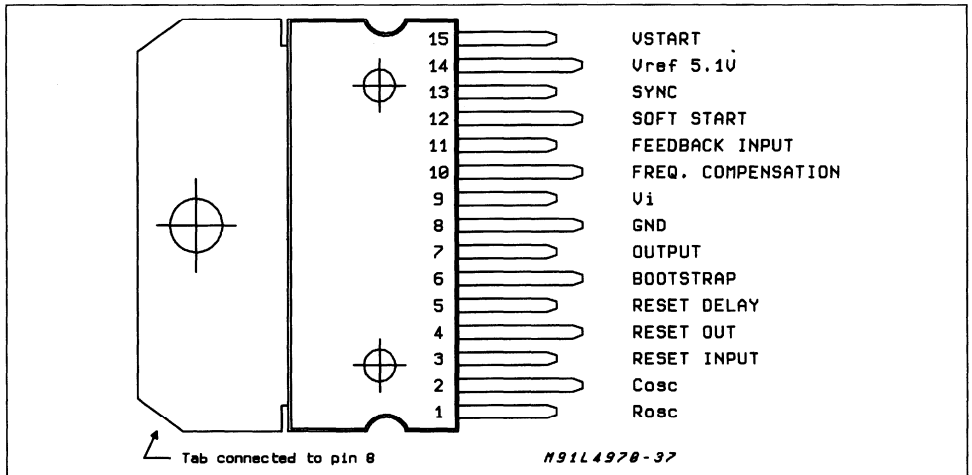 15 VSTART
14 Vref 5.1V
13 SYNC
12 SOFT START
11 FEEDBACK INPUT
10 FREQ. COMPENSATION
9 Vi
8 GND
7 OUTPUT
6 BOOTSTRAP
5 RESET DELAY
4 RESET OUT
3 RESET INPUT
2 Cosc
1 Rosc
Tab connected to pin 8
M91L4970-37